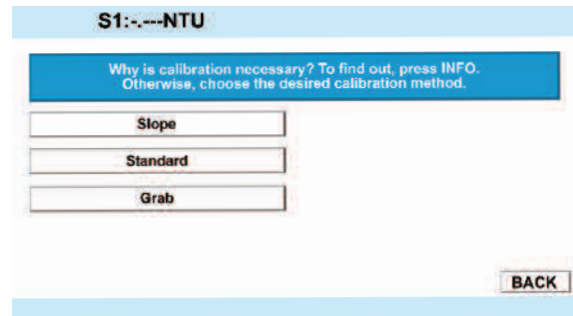 S1:-.---NTU
Why is calibration necessary? To find out, press INFO.
Otherwise, choose the desired calibration method.
Slope
Standard
Grab
BACK